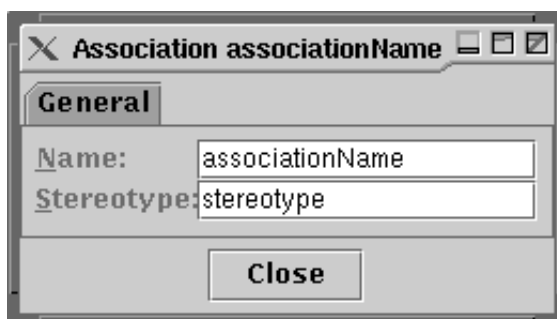 Association associationName
General
Name: associationName
Stereotype: stereotype
Close